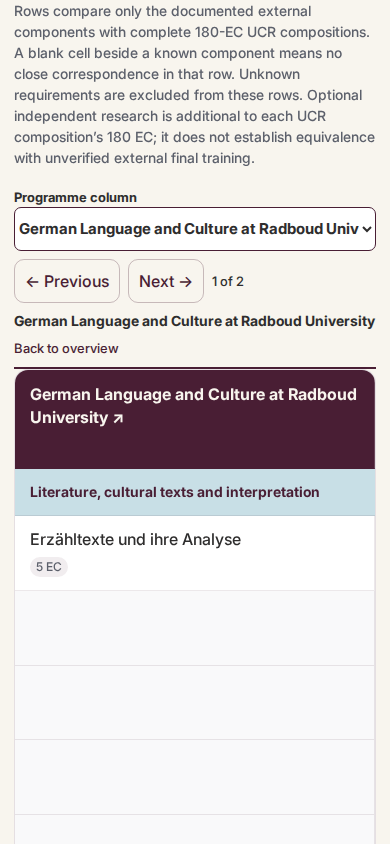 Rows compare only the documented external
components with complete 180-EC UCR compositions.
A blank cell beside a known component means no
close correspondence in that row. Unknown
requirements are excluded from these rows. Optional
independent research is additional to each UCR
composition’s 180 EC; it does not establish equivalence
with unverified external final training.
Programme column
German Language and Culture at Radboud Univ
← Previous Next → 1 of 2
German Language and Culture at Radboud University
Back to overview
German Language and Culture at Radboud
University ↗
Literature, cultural texts and interpretation
Erzähltexte und ihre Analyse
5 EC